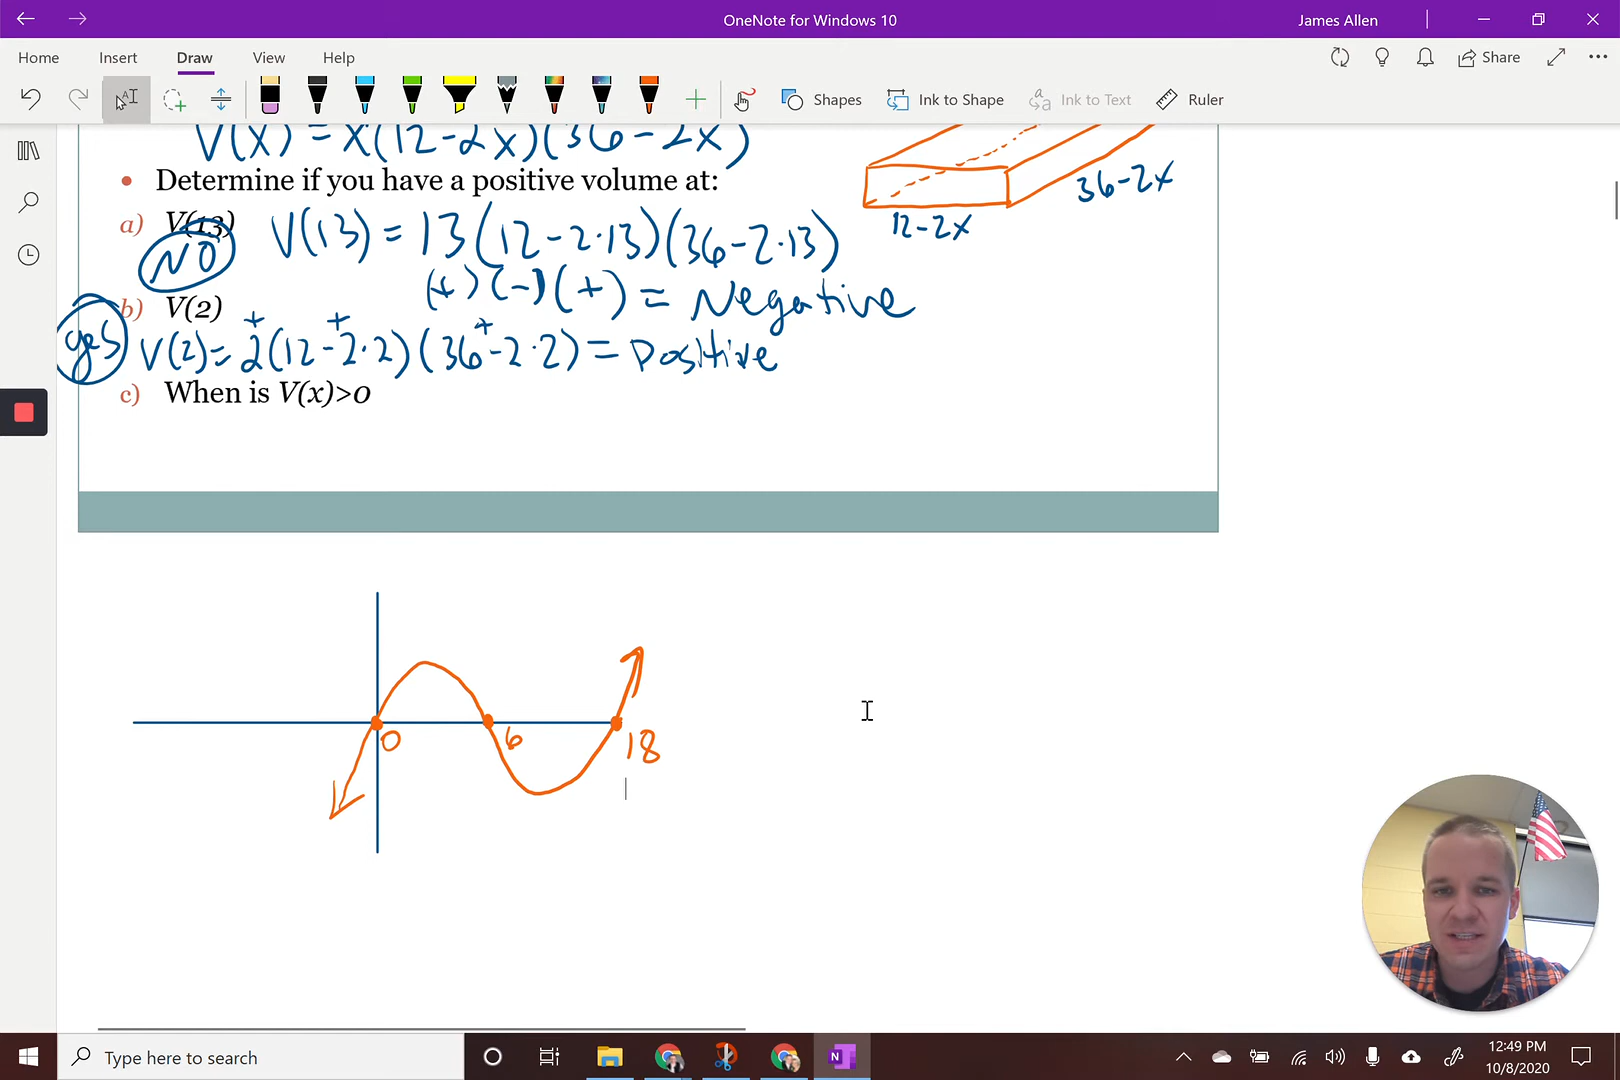 OneNote for Windows 10
James Allen
Home Insert Draw View Help
Share
Shapes Ink to Shape Ink to Text Ruler
V(x) = x(12-2x)(36-2x)
• Determine if you have a positive volume at:
36-2x
12-2x
a) V(13) V(13) = 13(12-2·13)(36-2·13)
NO
(+)(-)(+) = Negative
b) V(2)
+ + +
yes V(2) = 2(12-2·2)(36-2·2) = Positive
c) When is V(x)>0
0 6 18
Type here to search
12:49 PM
10/8/2020